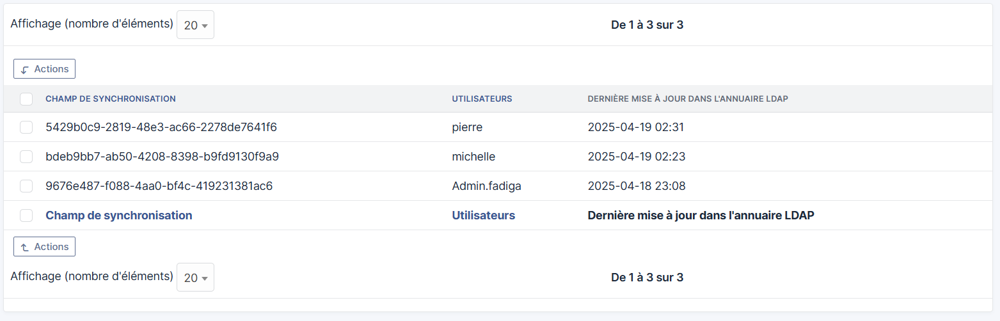 Affichage (nombre d'éléments) 20 De 1 à 3 sur 3
Actions
CHAMP DE SYNCHRONISATION UTILISATEURS DERNIÈRE MISE À JOUR DANS L'ANNUAIRE LDAP
5429b0c9-2819-48e3-ac66-2278de7641f6 pierre 2025-04-19 02:31
bdeb9bb7-ab50-4208-8398-b9fd9130f9a9 michelle 2025-04-19 02:23
9676e487-f088-4aa0-bf4c-419231381ac6 Admin.fadiga 2025-04-18 23:08
Champ de synchronisation Utilisateurs Dernière mise à jour dans l'annuaire LDAP
Actions
Affichage (nombre d'éléments) 20 De 1 à 3 sur 3